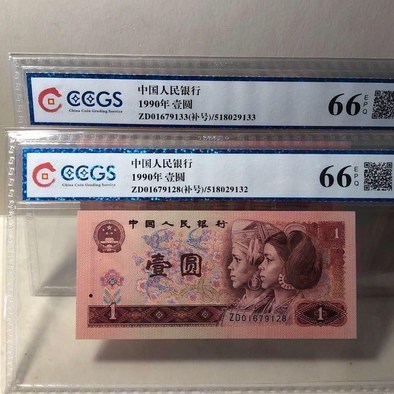 CCGS
China Coin Grading Service
中国人民银行
1990年 壹圆
ZD01679133(补号)/518029133
66 EPQ
CCGS
China Coin Grading Service
中国人民银行
1990年 壹圆
ZD01679128(补号)/518029132
66 EPQ
中国人民银行
1
壹圆
1
ZD01679128
1